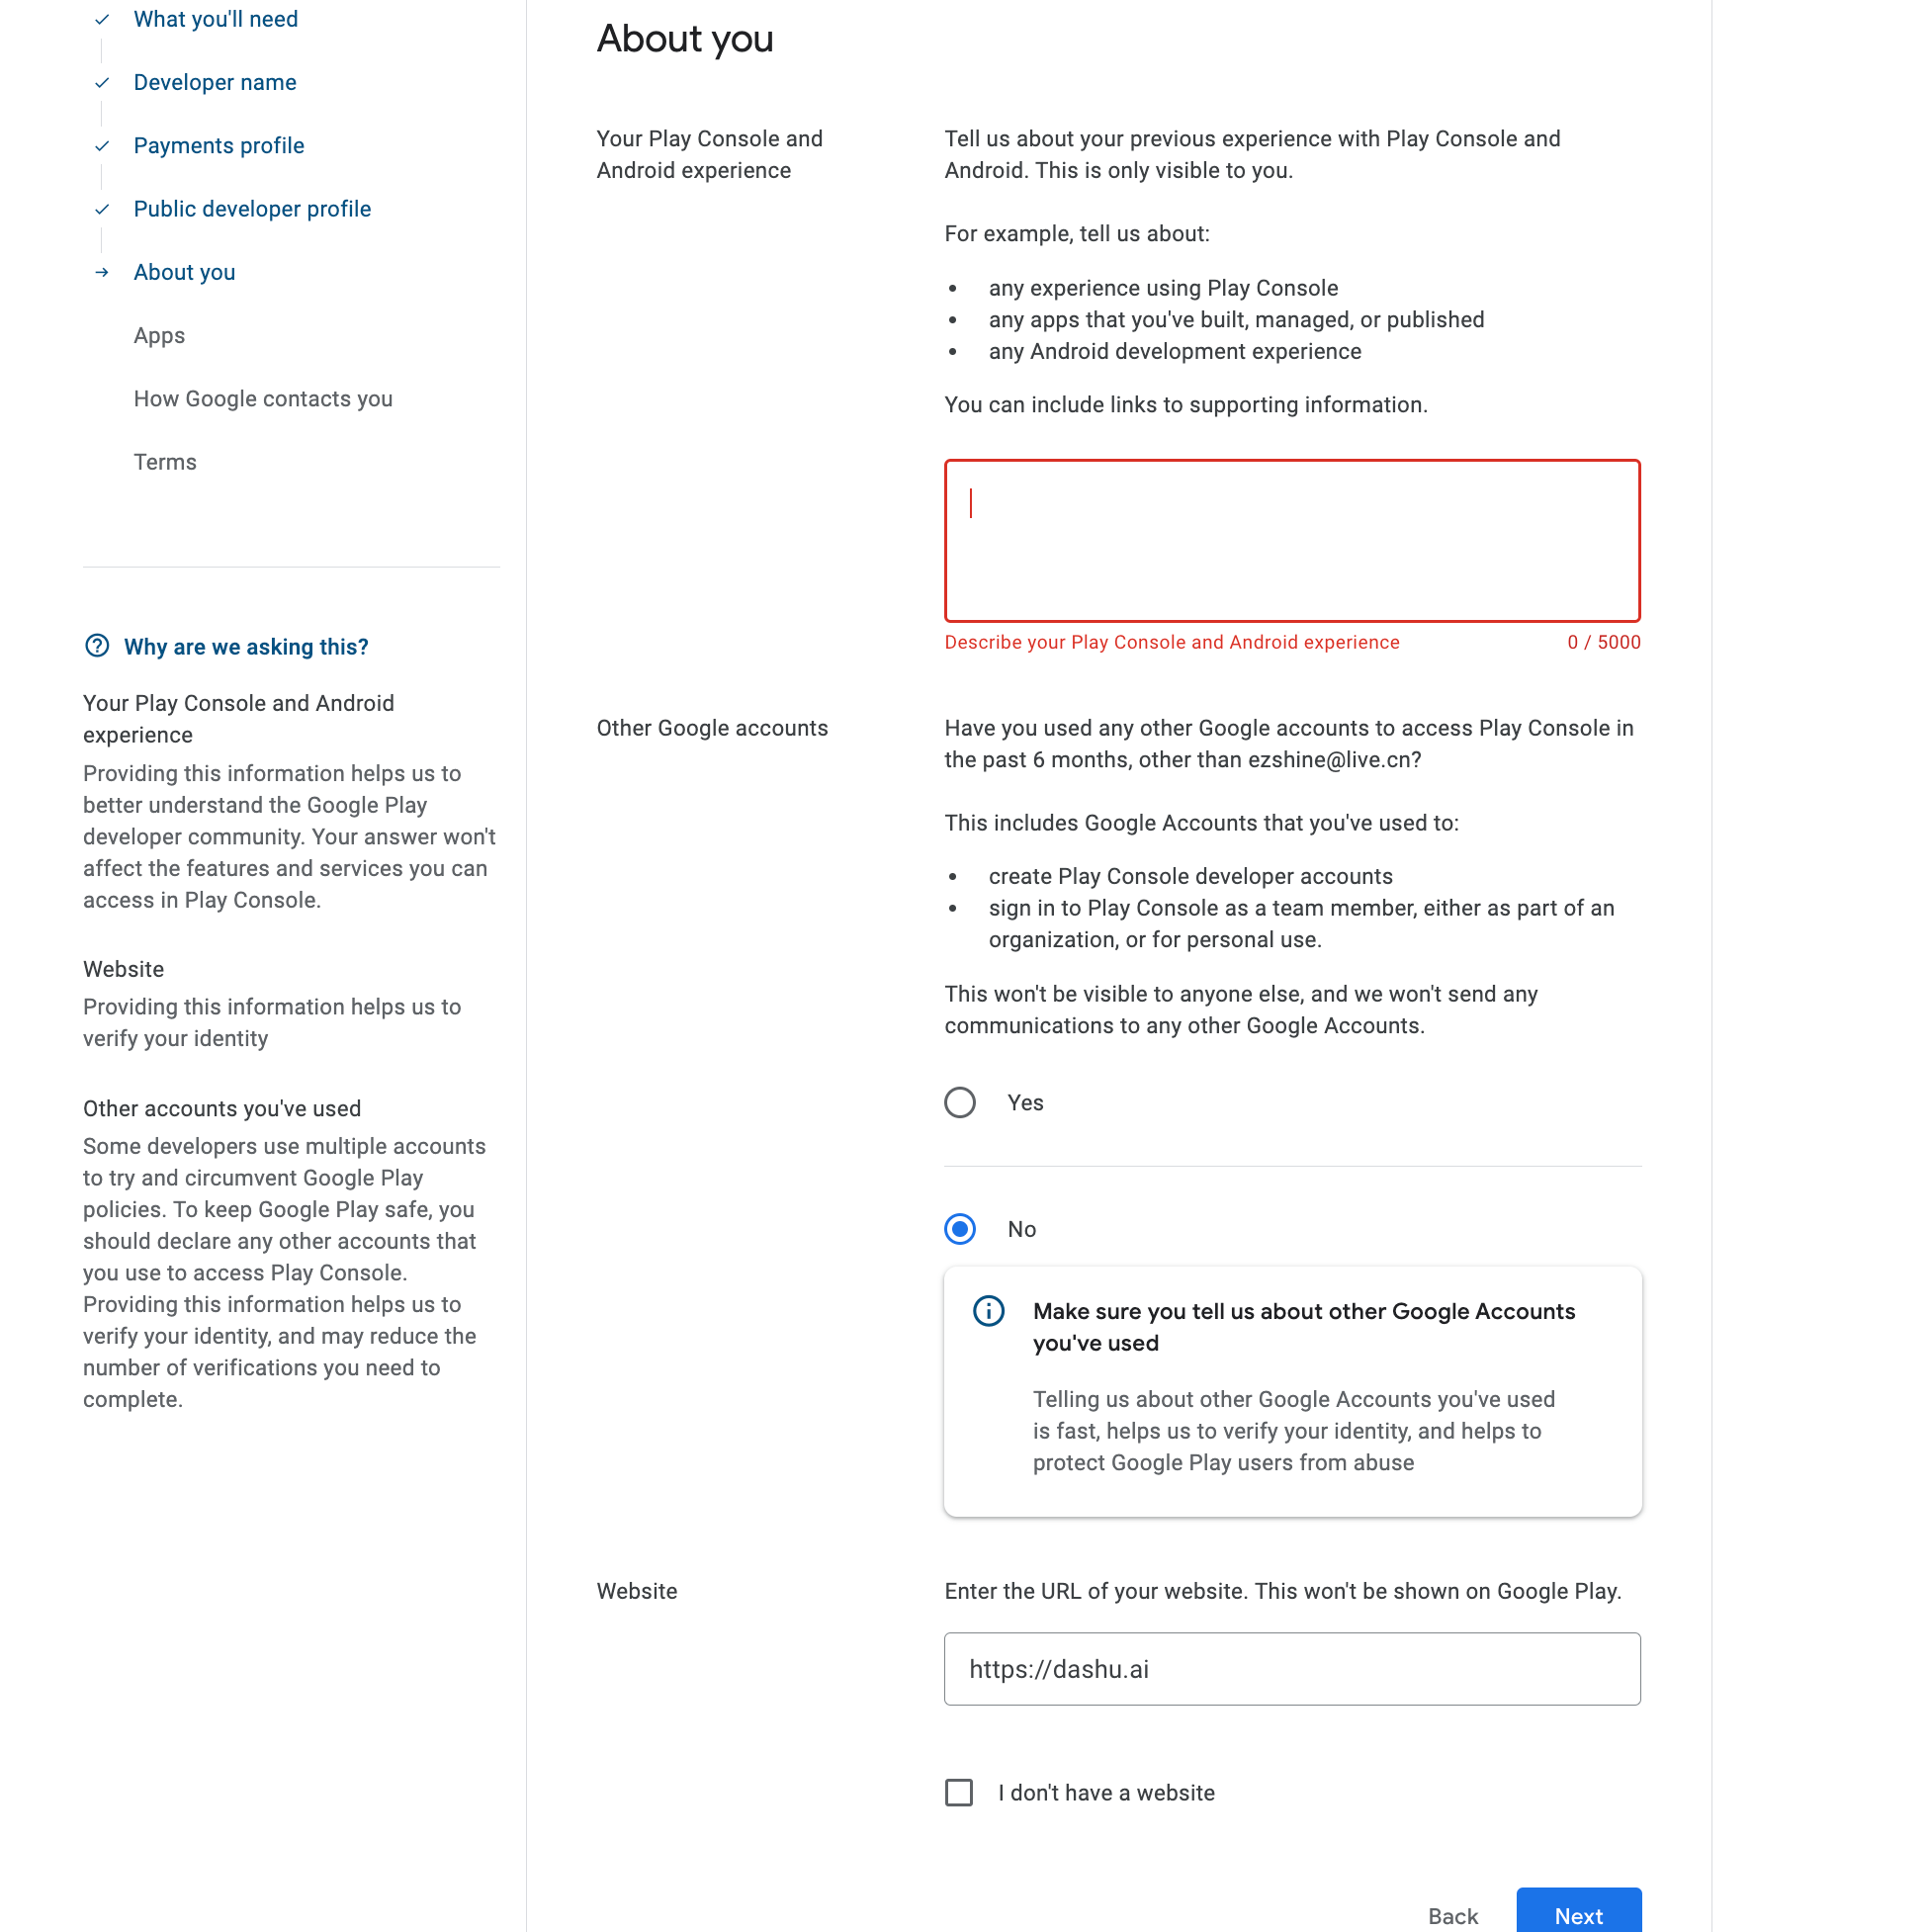 What you'll need
Developer name
Payments profile
Public developer profile
About you
Apps
How Google contacts you
Terms
Why are we asking this?
Your Play Console and Android
experience
Providing this information helps us to
better understand the Google Play
developer community. Your answer won't
affect the features and services you can
access in Play Console.
Website
Providing this information helps us to
verify your identity
Other accounts you've used
Some developers use multiple accounts
to try and circumvent Google Play
policies. To keep Google Play safe, you
should declare any other accounts that
you use to access Play Console.
Providing this information helps us to
verify your identity, and may reduce the
number of verifications you need to
complete.
About you
Your Play Console and
Android experience
Tell us about your previous experience with Play Console and
Android. This is only visible to you.
For example, tell us about:
• any experience using Play Console
• any apps that you've built, managed, or published
• any Android development experience
You can include links to supporting information.
Describe your Play Console and Android experience 0 / 5000
Other Google accounts
Have you used any other Google accounts to access Play Console in
the past 6 months, other than ezshine@live.cn?
This includes Google Accounts that you've used to:
• create Play Console developer accounts
• sign in to Play Console as a team member, either as part of an
organization, or for personal use.
This won't be visible to anyone else, and we won't send any
communications to any other Google Accounts.
Yes
No
Make sure you tell us about other Google Accounts
you've used
Telling us about other Google Accounts you've used
is fast, helps us to verify your identity, and helps to
protect Google Play users from abuse
Website
Enter the URL of your website. This won't be shown on Google Play.
https://dashu.ai
I don't have a website
Back Next